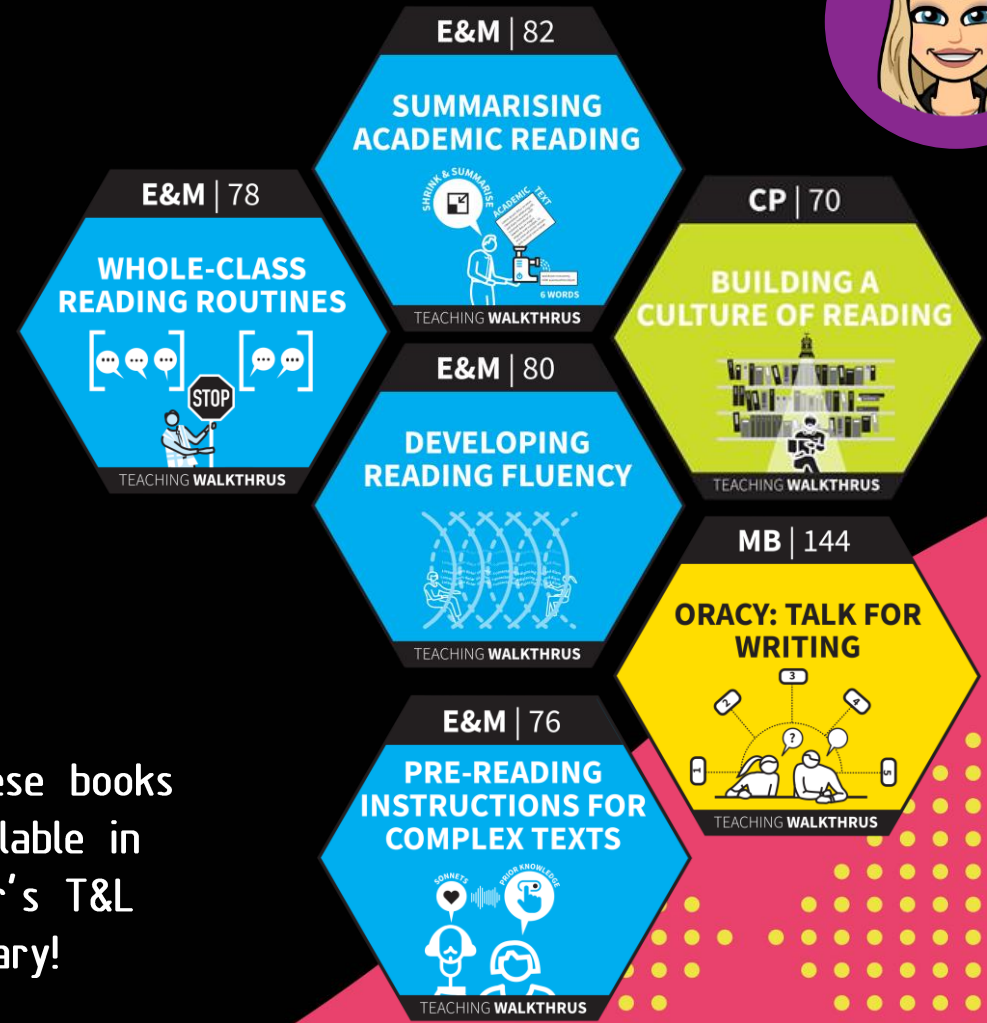 E&M | 82
SUMMARISING
ACADEMIC READING
SHRINK & SUMMARISE
ACADEMIC TEXT
6 WORDS
TEACHING WALKTHRUS
E&M | 78
WHOLE-CLASS
READING ROUTINES
STOP
TEACHING WALKTHRUS
CP | 70
BUILDING A
CULTURE OF READING
TEACHING WALKTHRUS
E&M | 80
DEVELOPING
READING FLUENCY
TEACHING WALKTHRUS
MB | 144
ORACY: TALK FOR
WRITING
1
2
3
4
5
?
TEACHING WALKTHRUS
E&M | 76
PRE-READING
INSTRUCTIONS FOR
COMPLEX TEXTS
SONNETS
PRIOR KNOWLEDGE
TEACHING WALKTHRUS
ese books
lable in
r's T&L
ary!